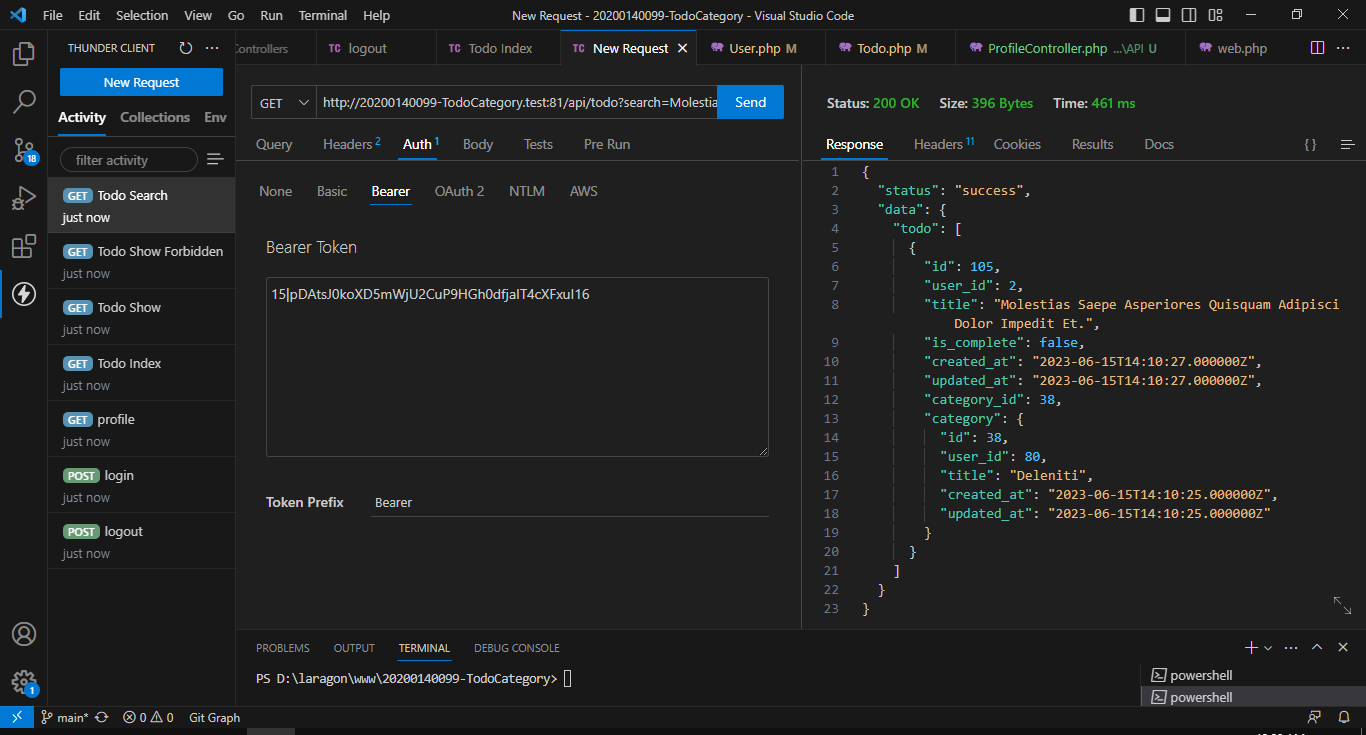 File Edit Selection View Go Run Terminal Help
New Request - 20200140099-TodoCategory - Visual Studio Code
THUNDER CLIENT
New Request
Activity Collections Env
filter activity
GET Todo Search
just now
GET Todo Show Forbidden
just now
GET Todo Show
just now
GET Todo Index
just now
GET profile
just now
POST login
just now
POST logout
just now
18
1
Controllers TC logout TC Todo Index TC New Request User.php M Todo.php M ProfileController.php ...\API U web.php
GET http://20200140099-TodoCategory.test:81/api/todo?search=Molestia Send
Query Headers 2 Auth 1 Body Tests Pre Run
None Basic Bearer OAuth 2 NTLM AWS
Bearer Token
15|pDAtsJ0koXD5mWjU2CuP9HGh0dfjaIT4cXFxuI16
Token Prefix Bearer
Status: 200 OK Size: 396 Bytes Time: 461 ms
Response Headers 11 Cookies Results Docs { }
1 {
2 "status": "success",
3 "data": {
4 "todo": [
5 {
6 "id": 105,
7 "user_id": 2,
8 "title": "Molestias Saepe Asperiores Quisquam Adipisci
Dolor Impedit Et.",
9 "is_complete": false,
10 "created_at": "2023-06-15T14:10:27.000000Z",
11 "updated_at": "2023-06-15T14:10:27.000000Z",
12 "category_id": 38,
13 "category": {
14 "id": 38,
15 "user_id": 80,
16 "title": "Deleniti",
17 "created_at": "2023-06-15T14:10:25.000000Z",
18 "updated_at": "2023-06-15T14:10:25.000000Z"
19 }
20 }
21 ]
22 }
23 }
PROBLEMS OUTPUT TERMINAL DEBUG CONSOLE
PS D:\laragon\www\20200140099-TodoCategory>
powershell
powershell
main* 0 0 Git Graph